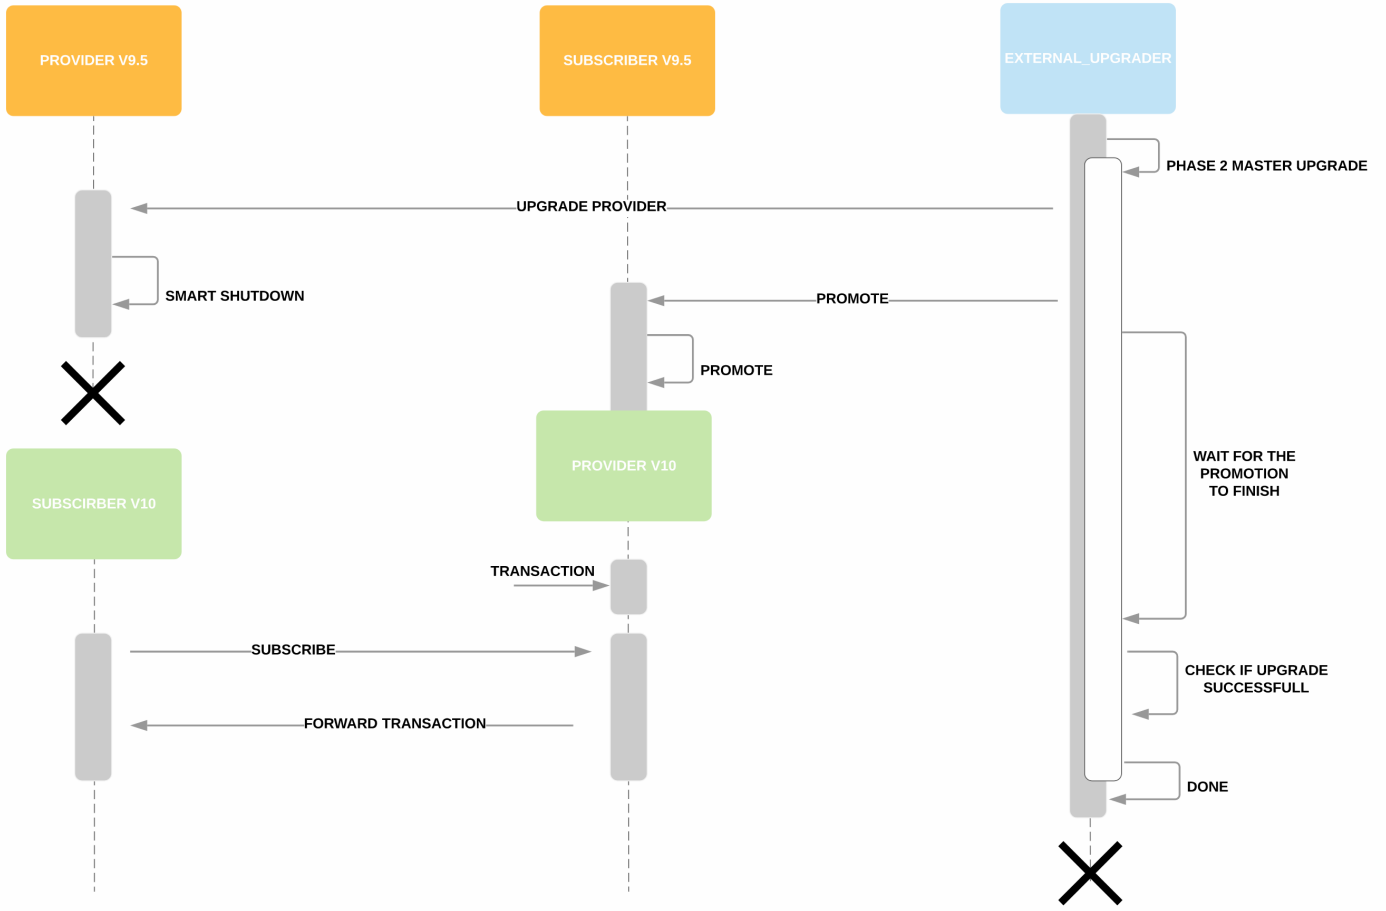 PROVIDER V9.5
SUBSCRIBER V9.5
EXTERNAL_UPGRADER
PHASE 2 MASTER UPGRADE
UPGRADE PROVIDER
SMART SHUTDOWN
PROMOTE
PROMOTE
WAIT FOR THE
PROMOTION
TO FINISH
PROVIDER V10
SUBSCIRBER V10
TRANSACTION
SUBSCRIBE
CHECK IF UPGRADE
SUCCESSFULL
FORWARD TRANSACTION
DONE